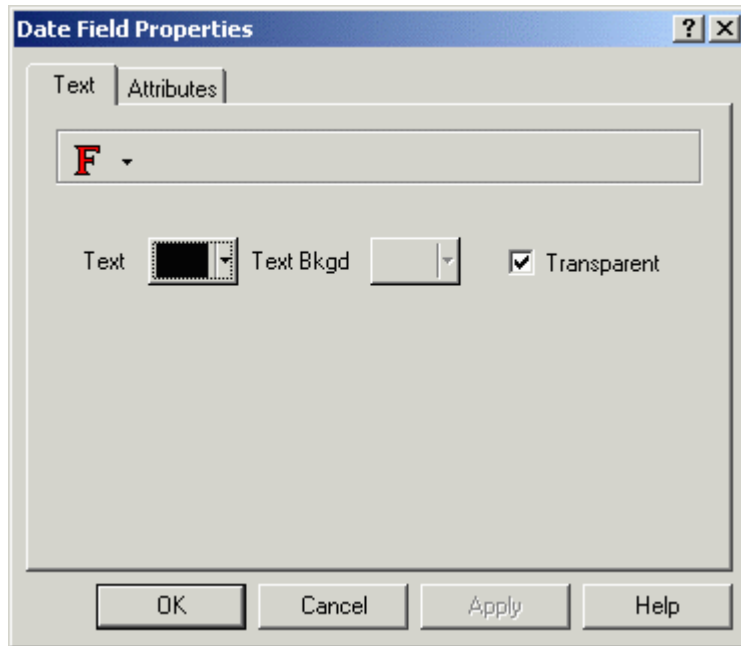 Date Field Properties
Text Attributes
F
Text Text Bkgd Transparent
OK Cancel Apply Help